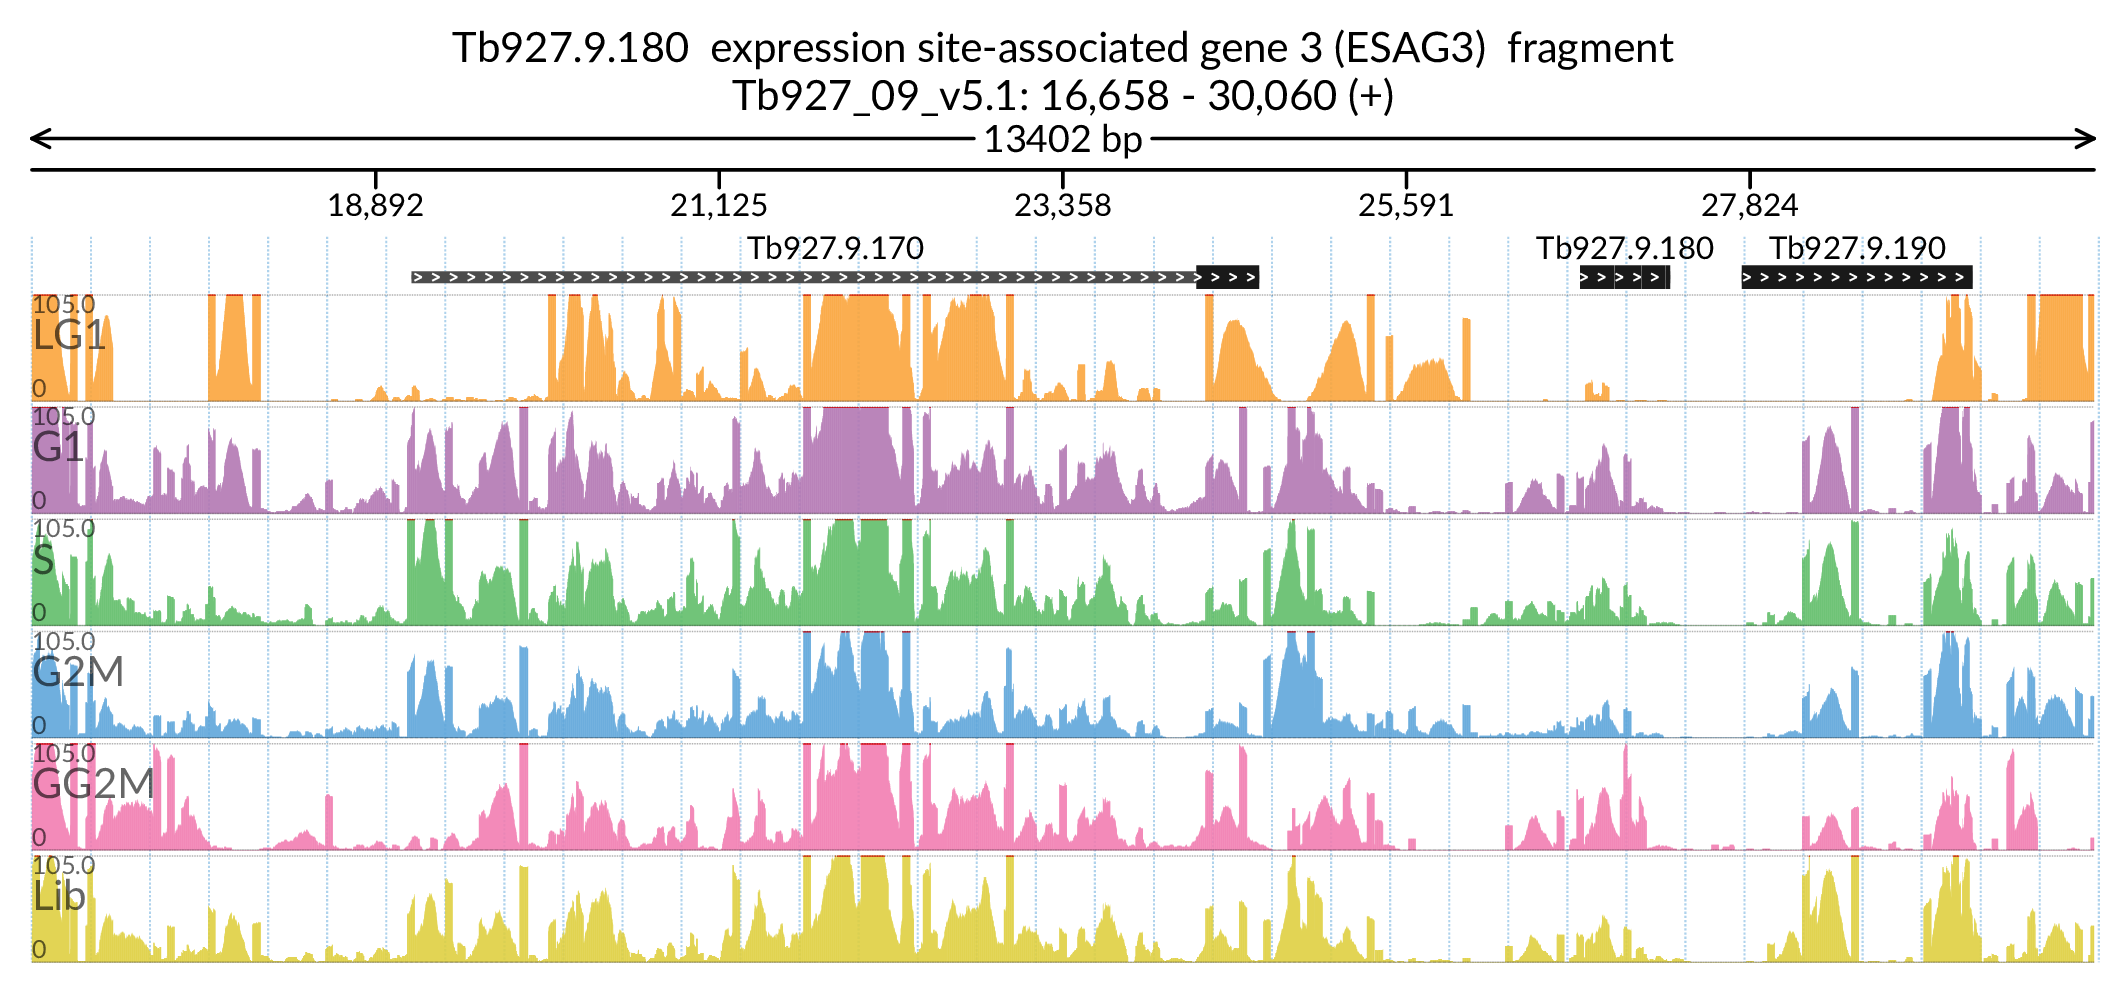 Tb927.9.180  expression site-associated gene 3 (ESAG3)  fragment
Tb927_09_v5.1: 16,658 - 30,060 (+)
13402 bp
18,892 21,125 23,358 25,591 27,824
Tb927.9.170 Tb927.9.180 Tb927.9.190
105.0
LG1
0
105.0
G1
0
105.0
S
0
105.0
G2M
0
105.0
GG2M
0
105.0
Lib
0